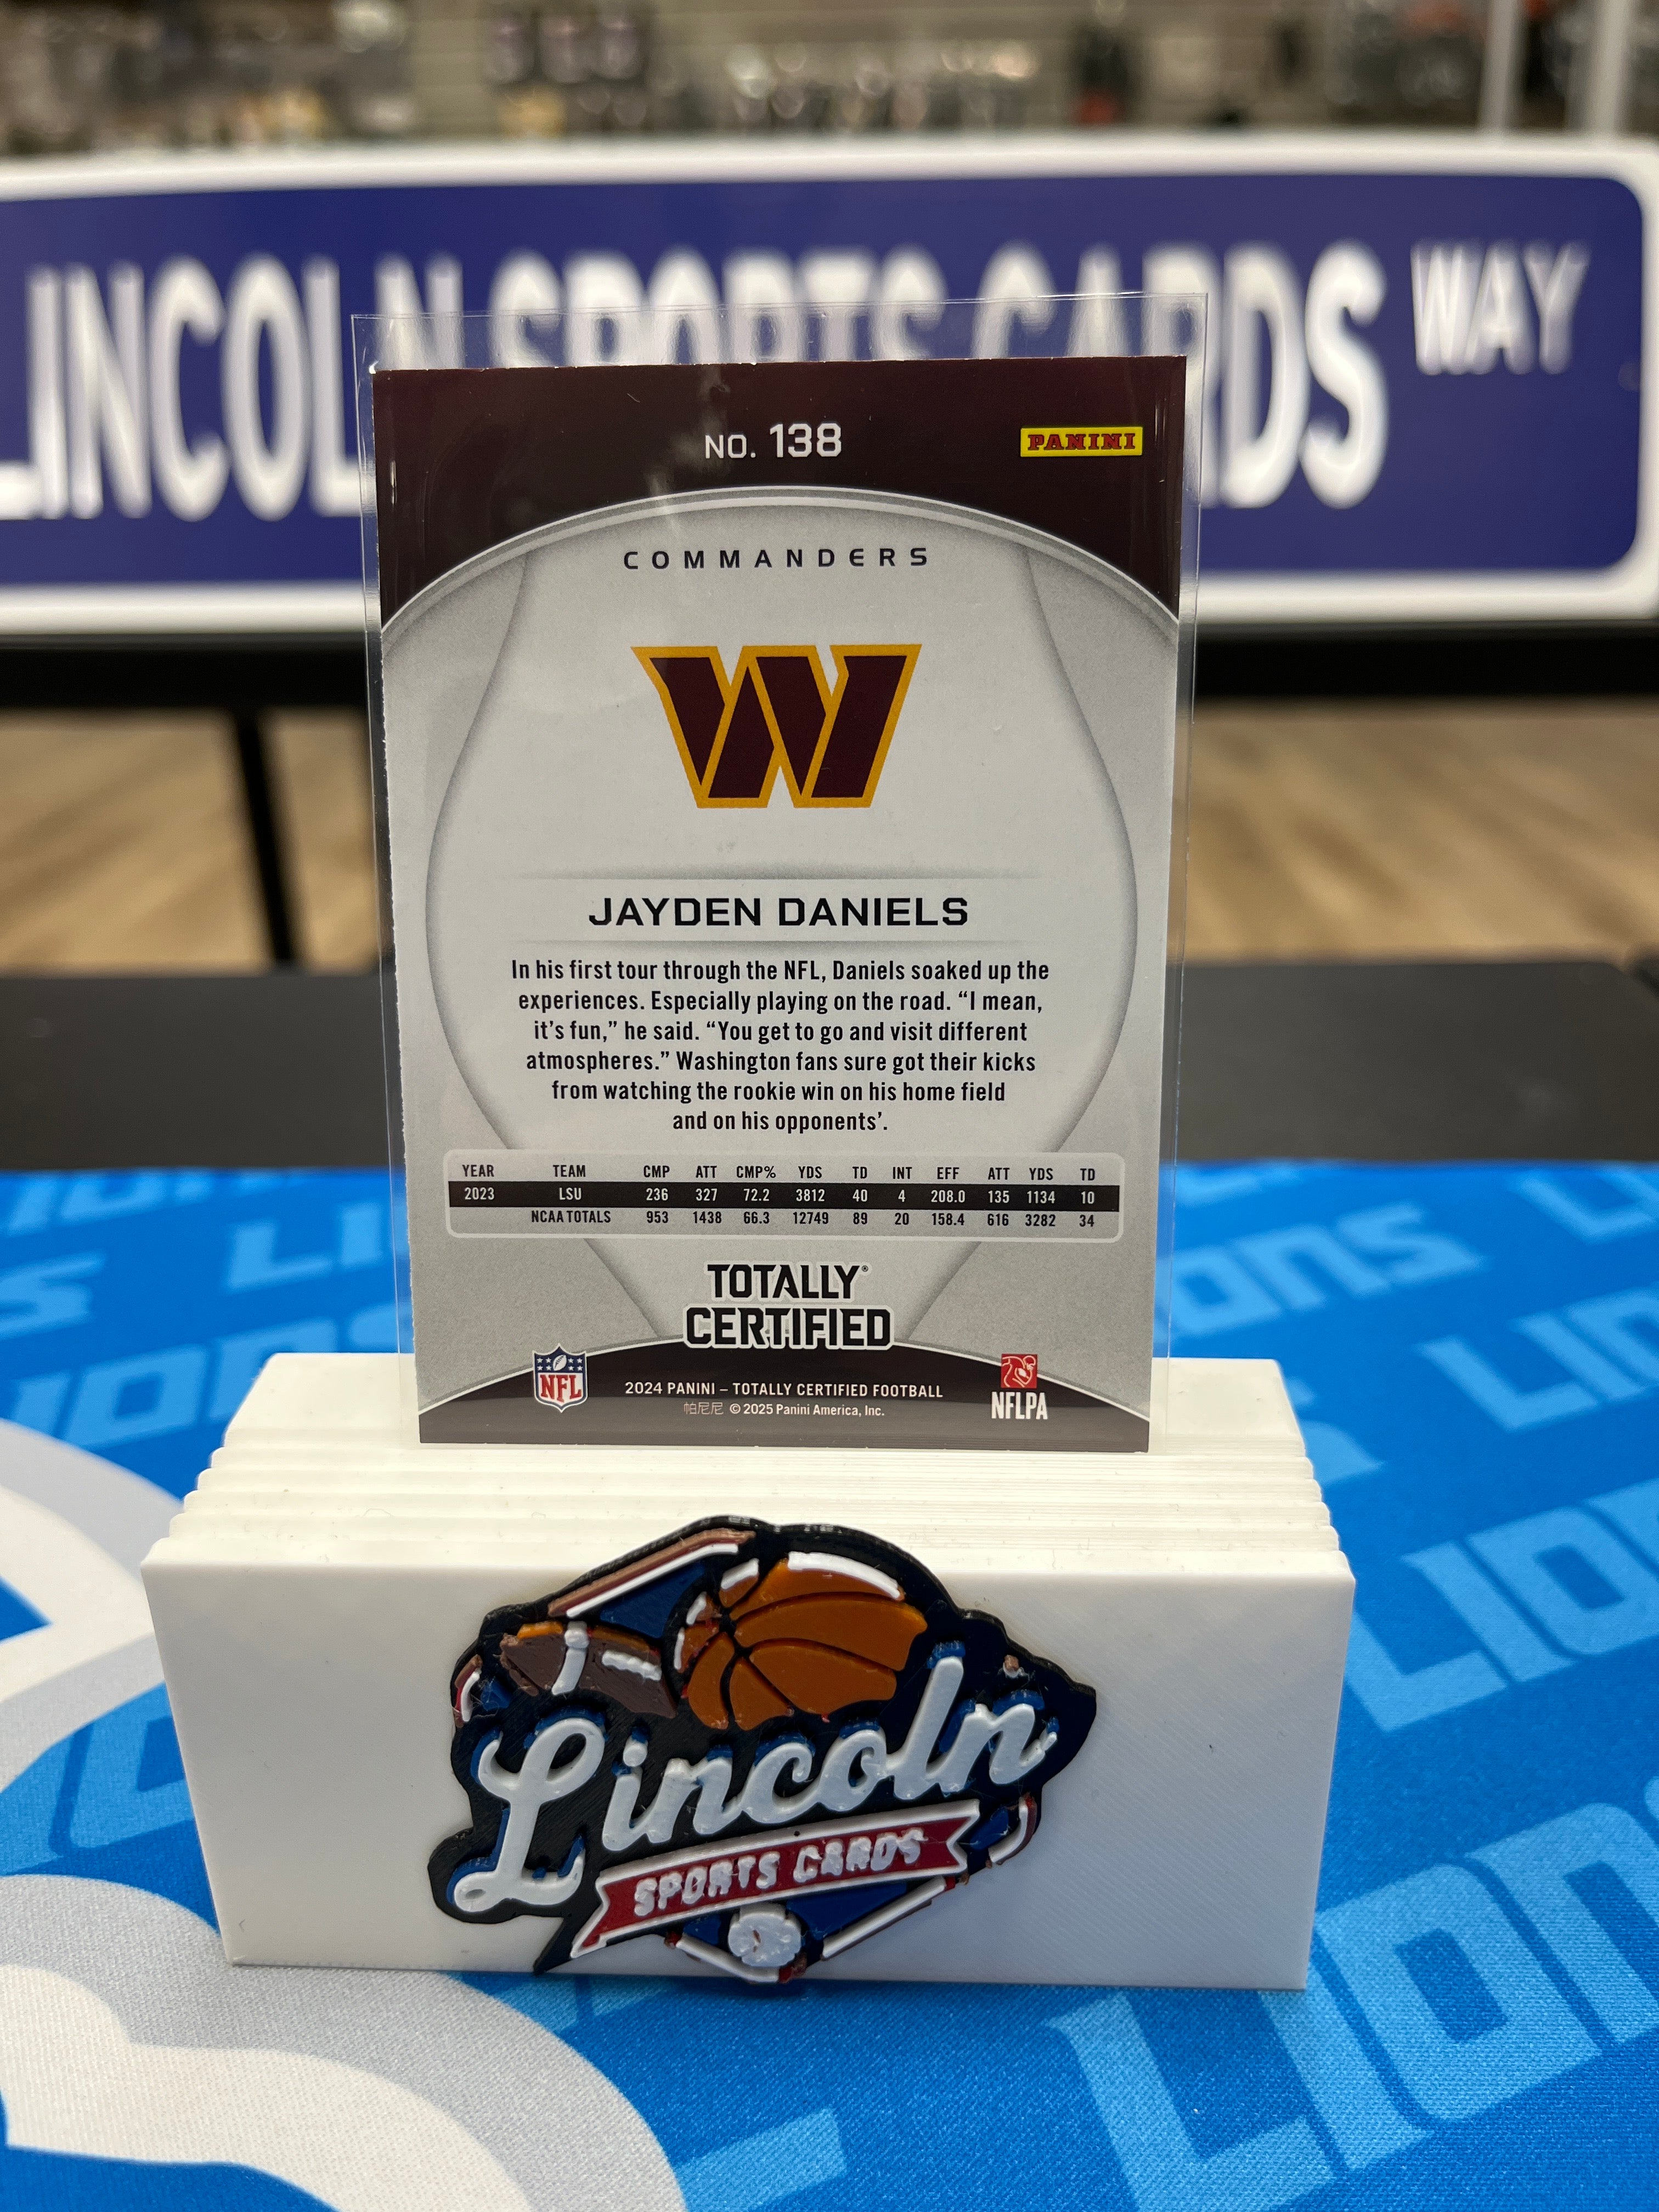 LINCOLN SPORTS CARDS WAY
NO. 138
PANINI
COMMANDERS
W
JAYDEN DANIELS
In his first tour through the NFL, Daniels soaked up the
experiences. Especially playing on the road. “I mean,
it’s fun,” he said. “You get to go and visit different
atmospheres.” Washington fans sure got their kicks
from watching the rookie win on his home field
and on his opponents’.
YEAR TEAM CMP ATT CMP% YDS TD INT EFF ATT YDS TD
2023 LSU 236 327 72.2 3812 40 4 208.0 135 1134 10
NCAA TOTALS 953 1438 66.3 12749 89 20 158.4 616 3282 34
TOTALLY®
CERTIFIED
NFL
2024 PANINI – TOTALLY CERTIFIED FOOTBALL
帕尼尼 © 2025 Panini America, Inc.
NFLPA
Lincoln
SPORTS CARDS
LIONS
LIONS
LIONS
LIONS